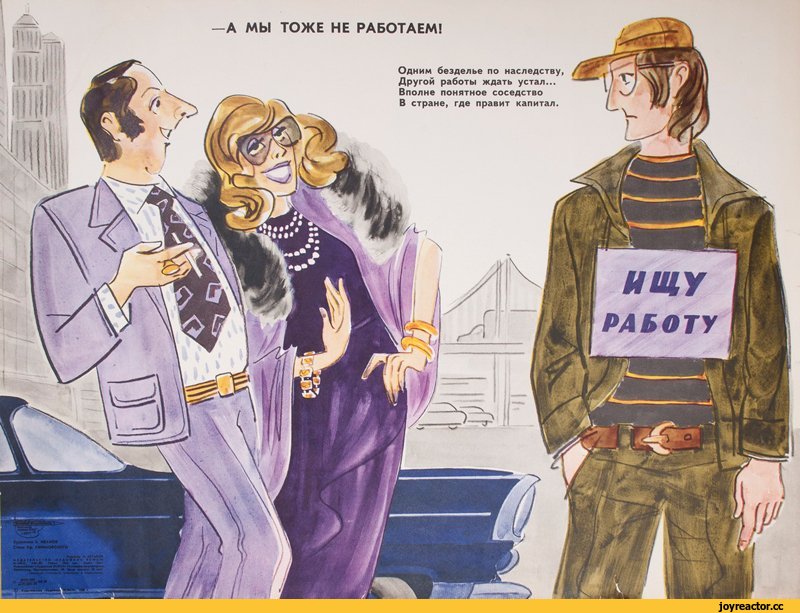 —А МЫ ТОЖЕ НЕ РАБОТАЕМ!
Одним безделье по наследству,
Другой работы ждать устал...
Вполне понятное соседство
В стране, где правит капитал.
ИЩУ
РАБОТУ
joyreactor.cc